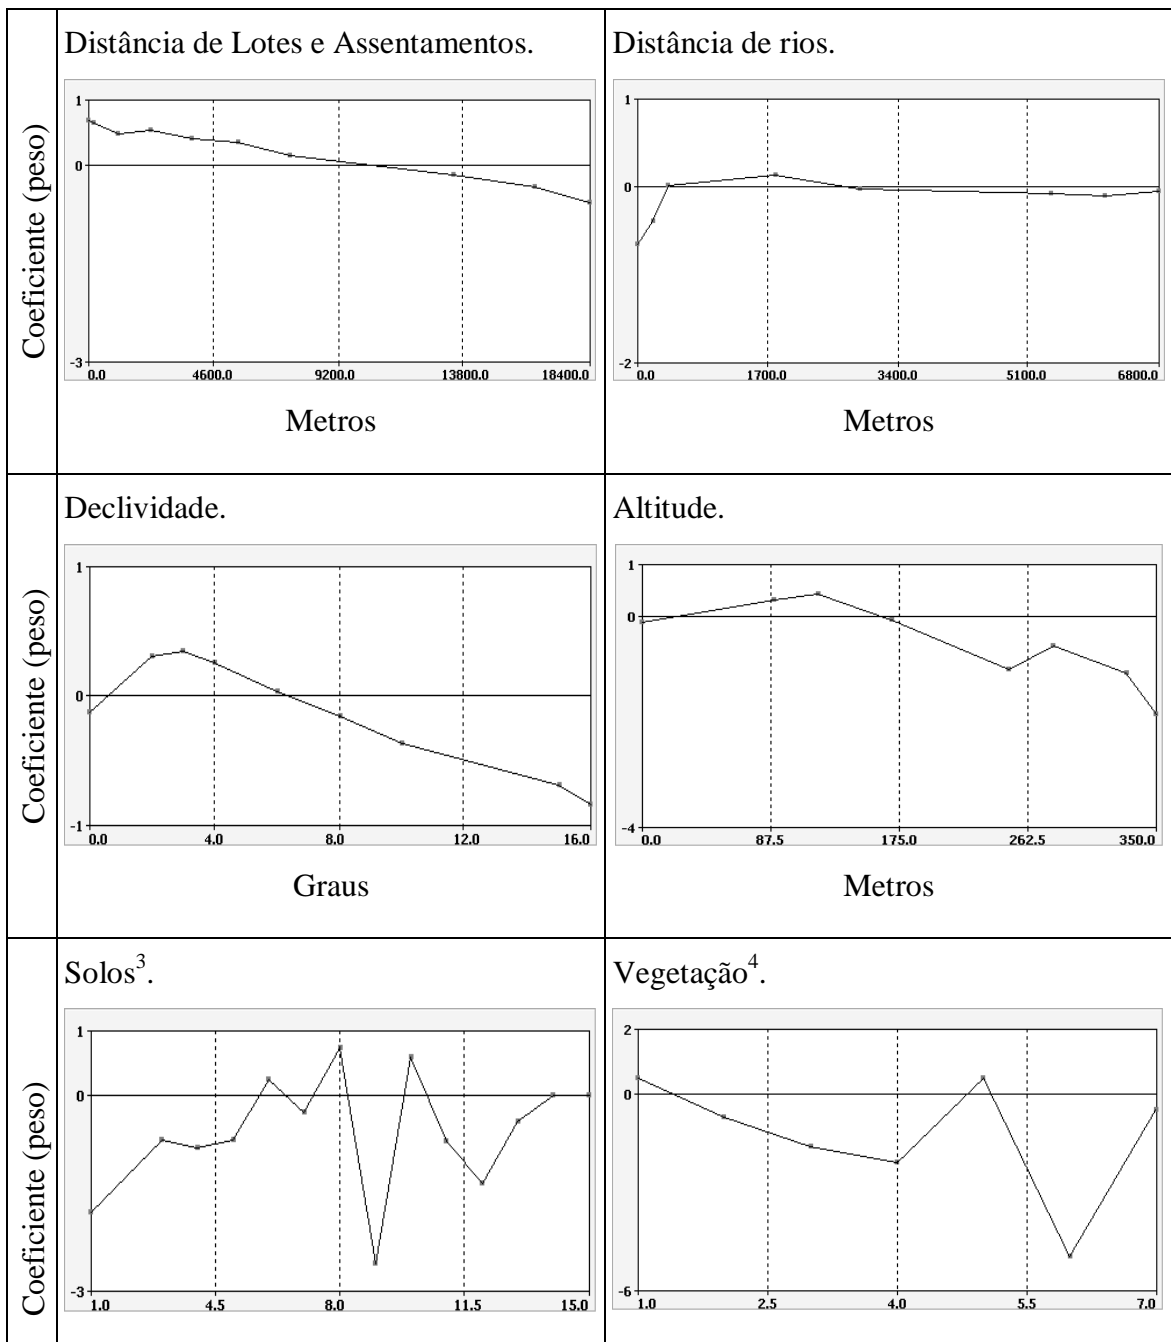 Coeficiente (peso)
Distância de Lotes e Assentamentos.
1
0
-3
0.0 4600.0 9200.0 13800.0 18400.0
Metros
Distância de rios.
1
0
-2
0.0 1700.0 3400.0 5100.0 6800.0
Metros
Coeficiente (peso)
Declividade.
1
0
-1
0.0 4.0 8.0 12.0 16.0
Graus
Altitude.
1
0
-4
0.0 87.5 175.0 262.5 350.0
Metros
Coeficiente (peso)
Solos³.
1
0
-3
1.0 4.5 8.0 11.5 15.0
Vegetação⁴.
2
0
-6
1.0 2.5 4.0 5.5 7.0